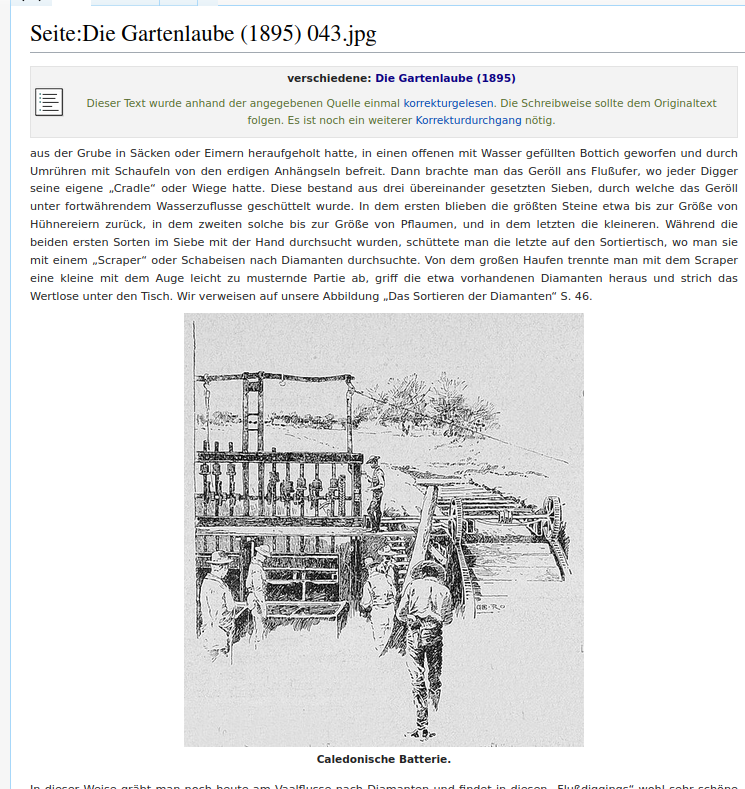 Seite:Die Gartenlaube (1895) 043.jpg
verschiedene: Die Gartenlaube (1895)
Dieser Text wurde anhand der angegebenen Quelle einmal korrekturgelesen. Die Schreibweise sollte dem Originaltext
folgen. Es ist noch ein weiterer Korrekturdurchgang nötig.
aus der Grube in Säcken oder Eimern heraufgeholt hatte, in einen offenen mit Wasser gefüllten Bottich geworfen und durch
Umrühren mit Schaufeln von den erdigen Anhängseln befreit. Dann brachte man das Geröll ans Flußufer, wo jeder Digger
seine eigene „Cradle“ oder Wiege hatte. Diese bestand aus drei übereinander gesetzten Sieben, durch welche das Geröll
unter fortwährendem Wasserzuflusse geschüttelt wurde. In dem ersten blieben die größten Steine etwa bis zur Größe von
Hühnereiern zurück, in dem zweiten solche bis zur Größe von Pflaumen, und in dem letzten die kleineren. Während die
beiden ersten Sorten im Siebe mit der Hand durchsucht wurden, schüttete man die letzte auf den Sortiertisch, wo man sie
mit einem „Scraper“ oder Schabeisen nach Diamanten durchsuchte. Von dem großen Haufen trennte man mit dem Scraper
eine kleine mit dem Auge leicht zu musternde Partie ab, griff die etwa vorhandenen Diamanten heraus und strich das
Wertlose unter den Tisch. Wir verweisen auf unsere Abbildung „Das Sortieren der Diamanten“ S. 46.
Caledonische Batterie.
In dieser Weise gräbt man noch heute am Vaalflusse nach Diamanten und findet in diesen „Flußdiggings“ wohl sehr schöne